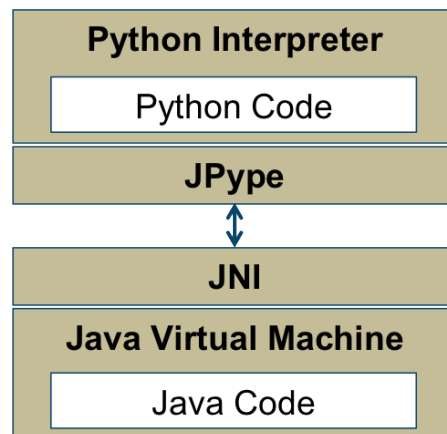 Python Interpreter
Python Code
JPype
JNI
Java Virtual Machine
Java Code